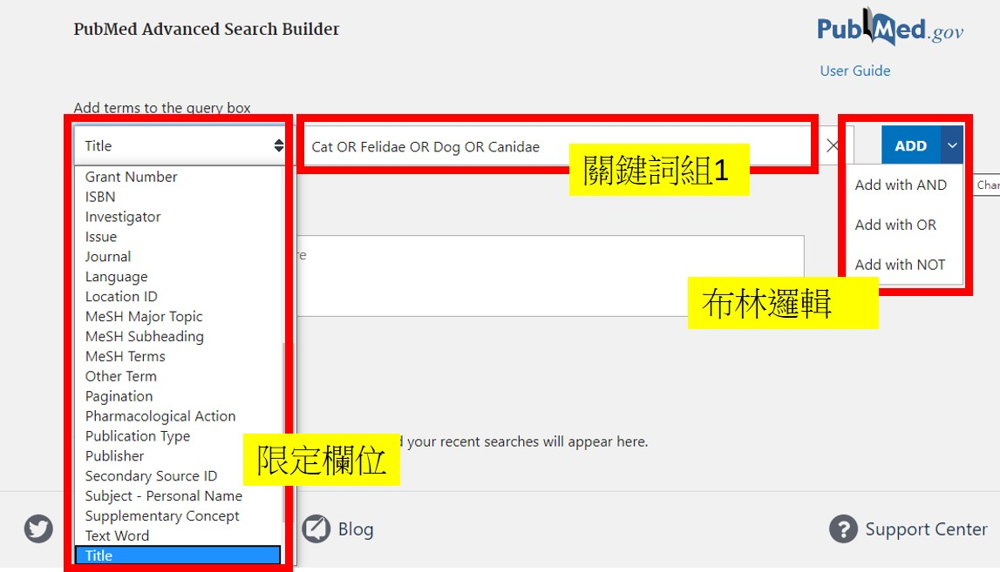 PubMed Advanced Search Builder
PubMed.gov
User Guide
Add terms to the query box
Title
Cat OR Felidae OR Dog OR Canidae
ADD
關鍵詞組1
Add with AND
Add with OR
Add with NOT
布林邏輯
Grant Number
ISBN
Investigator
Issue
Journal
Language
Location ID
MeSH Major Topic
MeSH Subheading
MeSH Terms
Other Term
Pagination
Pharmacological Action
Publication Type
Publisher
Secondary Source ID
Subject - Personal Name
Supplementary Concept
Text Word
Title
限定欄位
your recent searches will appear here.
Blog
Support Center